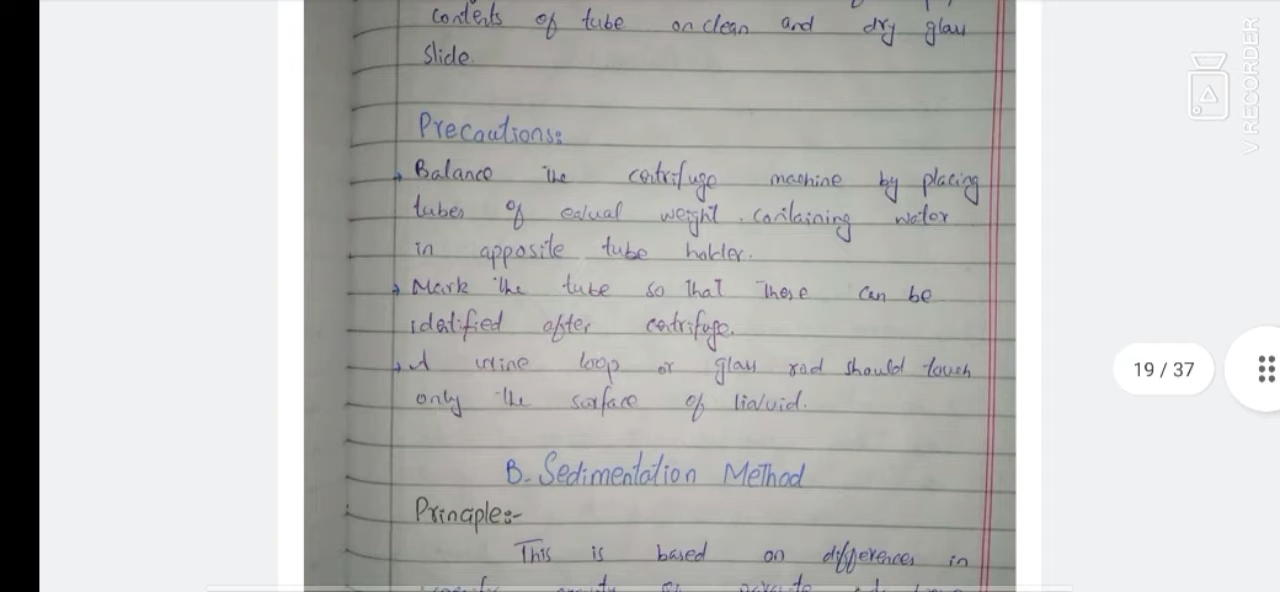 contents of tube on clean and dry glass
slide.
Precautions:
Balance the centrifuge machine by placing
tubes of equal weight containing water
in opposite tube holder.
Mark the tube so that these can be
identified after centrifuge.
A wire loop or glass rod should touch
only the surface of liquid.
B. Sedimentation Method
Principle:-
This is based on differences in
19 / 37
V RECORDER